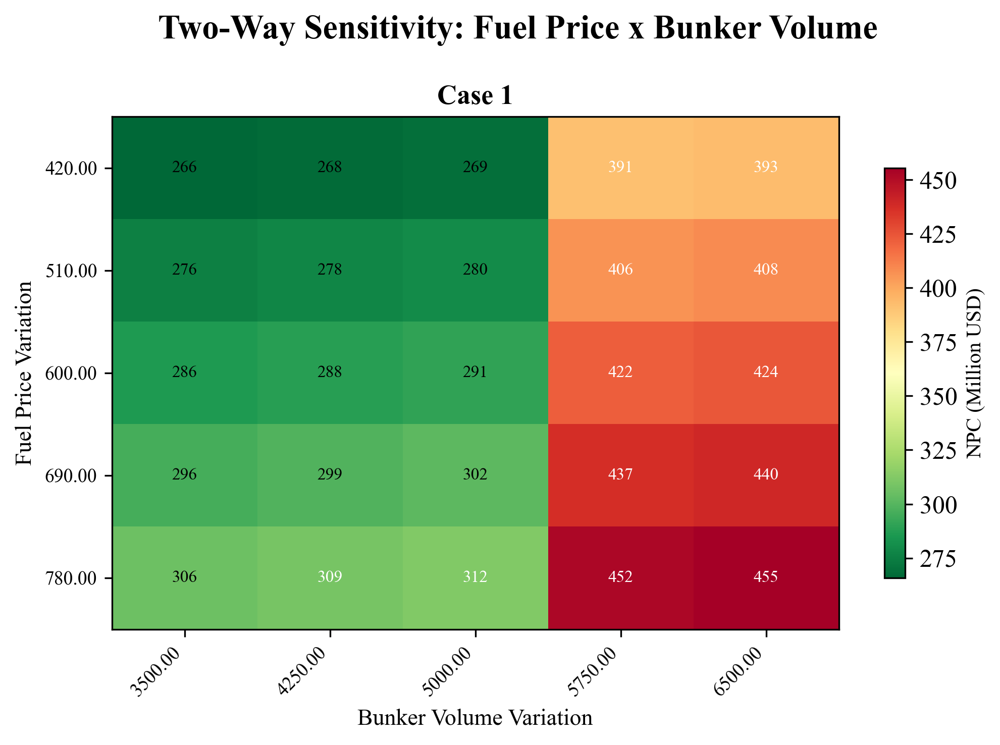 Two-Way Sensitivity: Fuel Price x Bunker Volume
Case 1
420.00 266 268 269 391 393
510.00 276 278 280 406 408
600.00 286 288 291 422 424
690.00 296 299 302 437 440
780.00 306 309 312 452 455
Fuel Price Variation
3500.00 4250.00 5000.00 5750.00 6500.00
Bunker Volume Variation
450
425
400
375
350
325
300
275
NPC (Million USD)